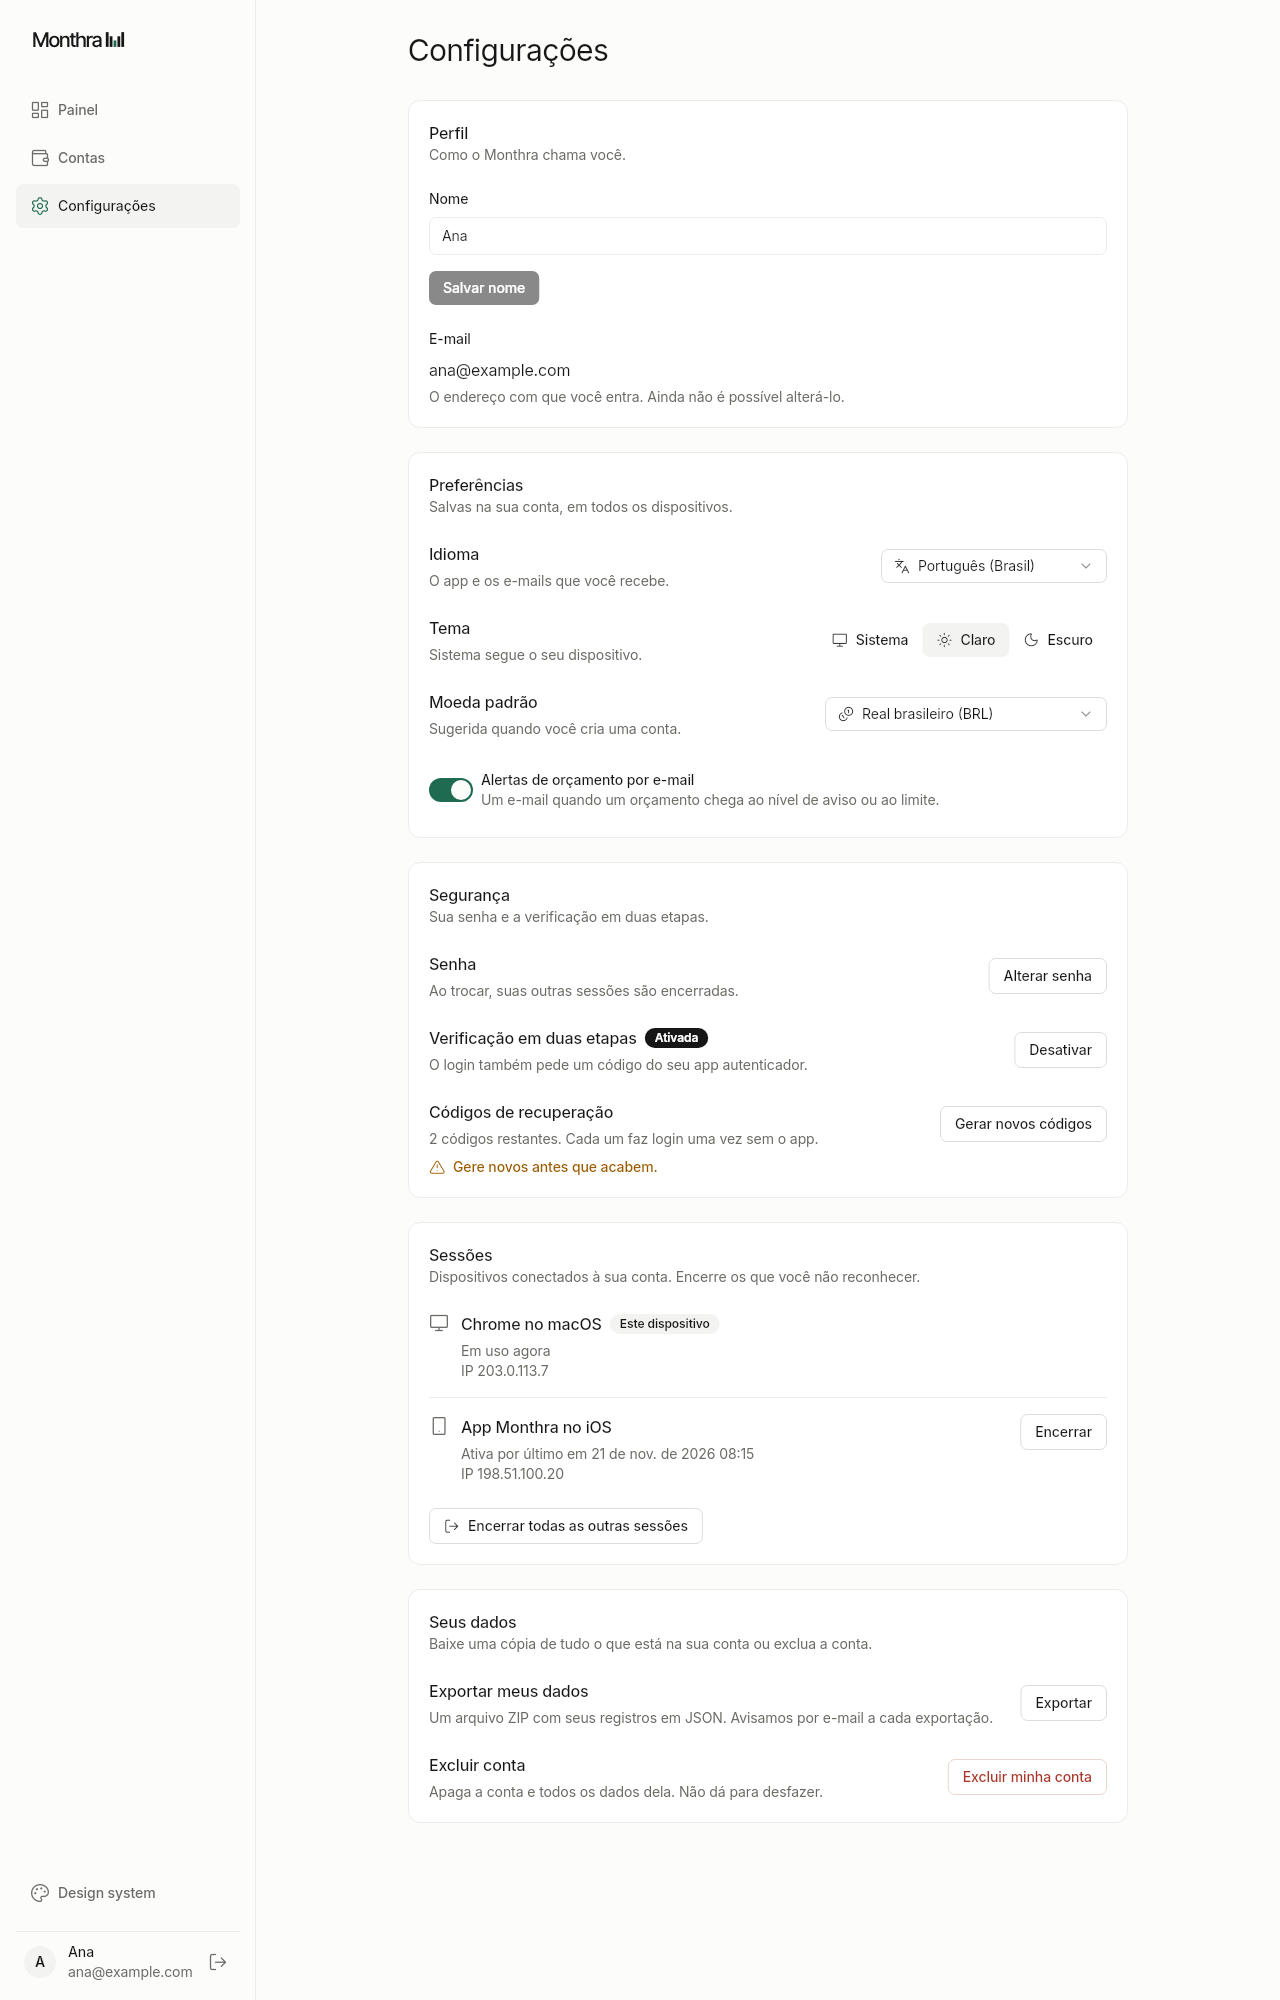 Monthra
Painel
Contas
Configurações
Configurações
Perfil
Como o Monthra chama você.
Nome
Ana
Salvar nome
E-mail
ana@example.com
O endereço com que você entra. Ainda não é possível alterá-lo.
Preferências
Salvas na sua conta, em todos os dispositivos.
Idioma
O app e os e-mails que você recebe.
Português (Brasil)
Tema
Sistema segue o seu dispositivo.
Sistema
Claro
Escuro
Moeda padrão
Sugerida quando você cria uma conta.
Real brasileiro (BRL)
Alertas de orçamento por e-mail
Um e-mail quando um orçamento chega ao nível de aviso ou ao limite.
Segurança
Sua senha e a verificação em duas etapas.
Senha
Ao trocar, suas outras sessões são encerradas.
Alterar senha
Verificação em duas etapas Ativada
O login também pede um código do seu app autenticador.
Desativar
Códigos de recuperação
2 códigos restantes. Cada um faz login uma vez sem o app.
Gere novos antes que acabem.
Gerar novos códigos
Sessões
Dispositivos conectados à sua conta. Encerre os que você não reconhecer.
Chrome no macOS Este dispositivo
Em uso agora
IP 203.0.113.7
App Monthra no iOS
Ativa por último em 21 de nov. de 2026 08:15
IP 198.51.100.20
Encerrar
Encerrar todas as outras sessões
Seus dados
Baixe uma cópia de tudo o que está na sua conta ou exclua a conta.
Exportar meus dados
Um arquivo ZIP com seus registros em JSON. Avisamos por e-mail a cada exportação.
Exportar
Excluir conta
Apaga a conta e todos os dados dela. Não dá para desfazer.
Excluir minha conta
Design system
A
Ana
ana@example.com